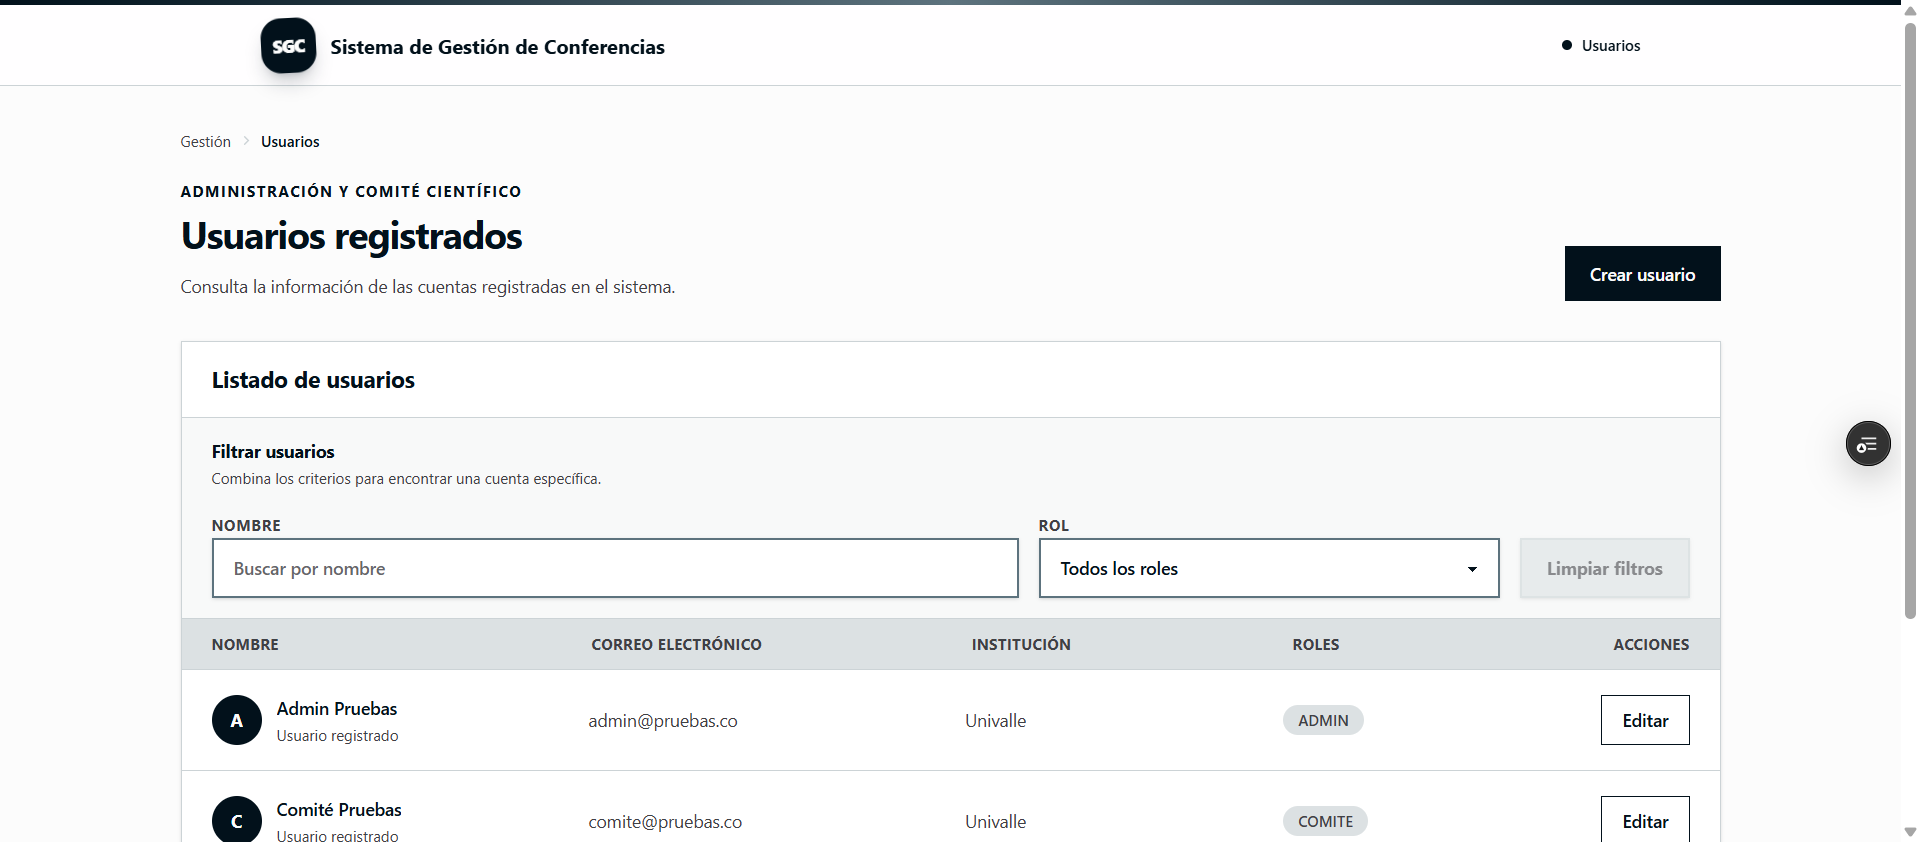 SGC Sistema de Gestión de Conferencias
Usuarios
Gestión > Usuarios
ADMINISTRACIÓN Y COMITÉ CIENTÍFICO
Usuarios registrados
Consulta la información de las cuentas registradas en el sistema.
Crear usuario
Listado de usuarios
Filtrar usuarios
Combina los criterios para encontrar una cuenta específica.
NOMBRE ROL
Buscar por nombre Todos los roles Limpiar filtros
NOMBRE CORREO ELECTRÓNICO INSTITUCIÓN ROLES ACCIONES
A Admin Pruebas admin@pruebas.co Univalle ADMIN Editar
Usuario registrado
C Comité Pruebas comite@pruebas.co Univalle COMITE Editar
Usuario registrado